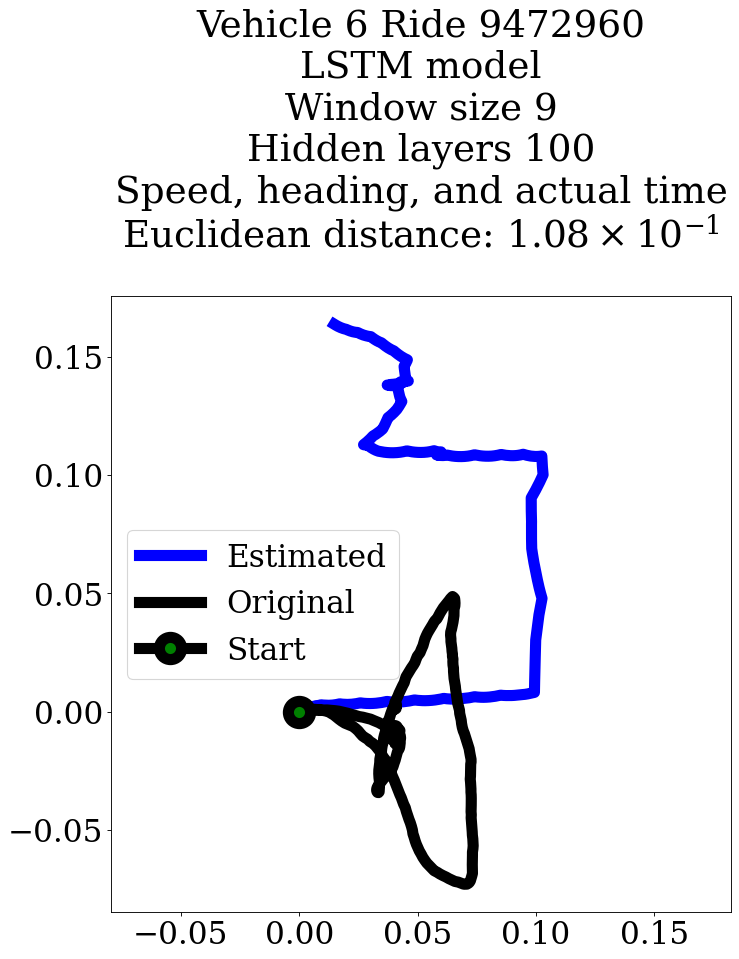 Vehicle 6 Ride 9472960
LSTM model
Window size 9
Hidden layers 100
Speed, heading, and actual time
Euclidean distance: 1.08 × 10⁻¹
0.15
0.10
0.05
0.00
−0.05
Estimated
Original
Start
−0.05 0.00 0.05 0.10 0.15